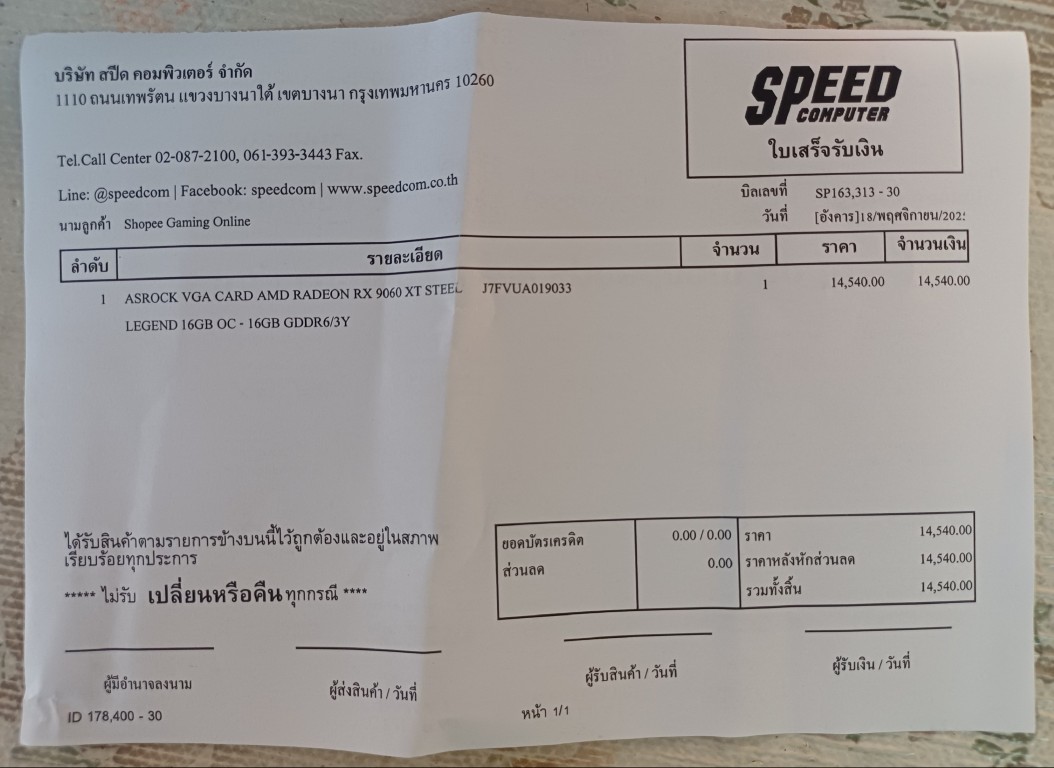 บริษัท สปีด คอมพิวเตอร์ จำกัด
1110 ถนนเทพรัตน แขวงบางนาใต้ เขตบางนา กรุงเทพมหานคร 10260
Tel.Call Center 02-087-2100, 061-393-3443 Fax.
Line: @speedcom | Facebook: speedcom | www.speedcom.co.th
นามลูกค้า Shopee Gaming Online
SPEED
COMPUTER
ใบเสร็จรับเงิน
บิลเลขที่ SP163,313 - 30
วันที่ [อังคาร]18/พฤศจิกายน/202
ลำดับ รายละเอียด จำนวน ราคา จำนวนเงิน
1 ASROCK VGA CARD AMD RADEON RX 9060 XT STEEL J7FVUA019033 1 14,540.00 14,540.00
LEGEND 16GB OC - 16GB GDDR6/3Y
ได้รับสินค้าตามรายการข้างบนนี้ไว้ถูกต้องและอยู่ในสภาพ
เรียบร้อยทุกประการ
***** ไม่รับ เปลี่ยนหรือคืน ทุกกรณี ****
ยอดบัตรเครดิต 0.00 / 0.00 ราคา 14,540.00
ส่วนลด 0.00 ราคาหลังหักส่วนลด 14,540.00
รวมทั้งสิ้น 14,540.00
ผู้มีอำนาจลงนาม ผู้ส่งสินค้า / วันที่ ผู้รับสินค้า / วันที่ ผู้รับเงิน / วันที่
ID 178,400 - 30 หน้า 1/1